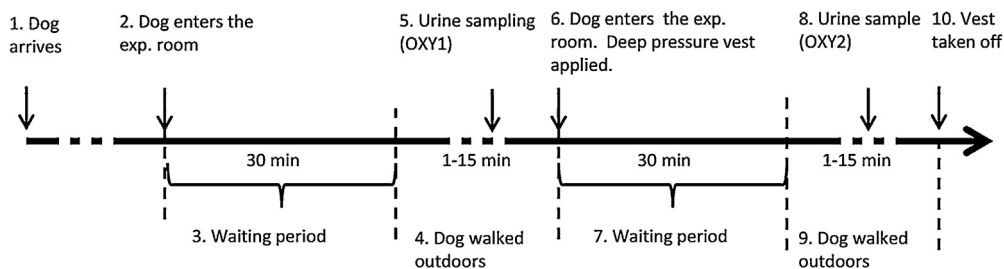 1. Dog
arrives
2. Dog enters the
exp. room
5. Urine sampling
(OXY1)
6. Dog enters  the exp.
room.  Deep pressure vest
applied.
8. Urine sample
(OXY2)
10. Vest
taken off
30 min
1-15 min
30 min
1-15 min
3. Waiting period
4. Dog walked
outdoors
7. Waiting period
9. Dog walked
outdoors